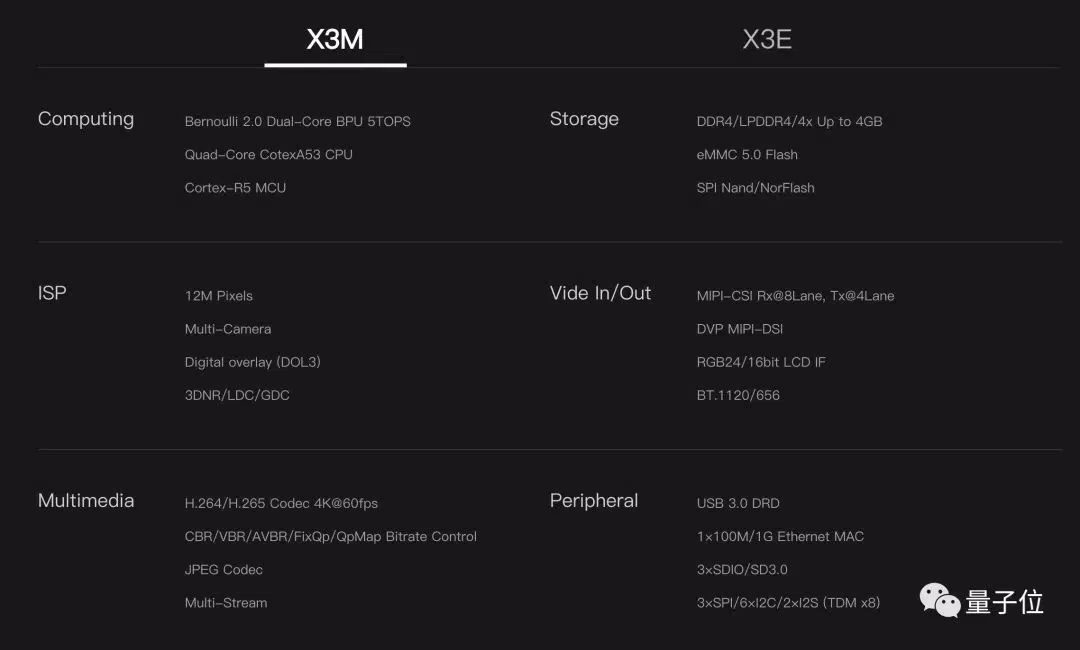 X3M
X3E
Computing
Bernoulli 2.0 Dual-Core BPU 5TOPS
Quad-Core CotexA53 CPU
Cortex-R5 MCU
Storage
DDR4/LPDDR4/4x Up to 4GB
eMMC 5.0 Flash
SPI Nand/NorFlash
ISP
12M Pixels
Multi-Camera
Digital overlay (DOL3)
3DNR/LDC/GDC
Vide In/Out
MIPI-CSI Rx@8Lane, Tx@4Lane
DVP MIPI-DSI
RGB24/16bit LCD IF
BT.1120/656
Multimedia
H.264/H.265 Codec 4K@60fps
CBR/VBR/AVBR/FixQp/QpMap Bitrate Control
JPEG Codec
Multi-Stream
Peripheral
USB 3.0 DRD
1×100M/1G Ethernet MAC
3×SDIO/SD3.0
3×SPI/6×I2C/2×I2S (TDM x8)
量子位